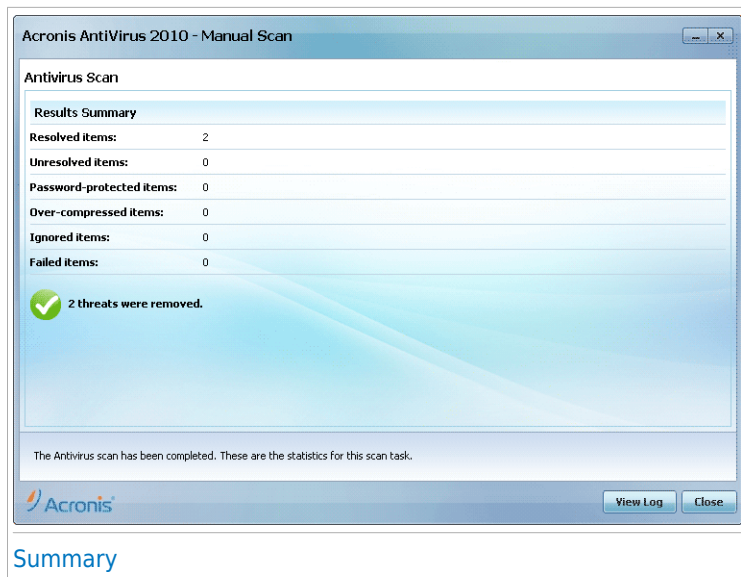 Acronis AntiVirus 2010 - Manual Scan
Antivirus Scan
Results Summary
Resolved items: 2
Unresolved items: 0
Password-protected items: 0
Over-compressed items: 0
Ignored items: 0
Failed items: 0
2 threats were removed.
The Antivirus scan has been completed. These are the statistics for this scan task.
Acronis
View Log Close
Summary